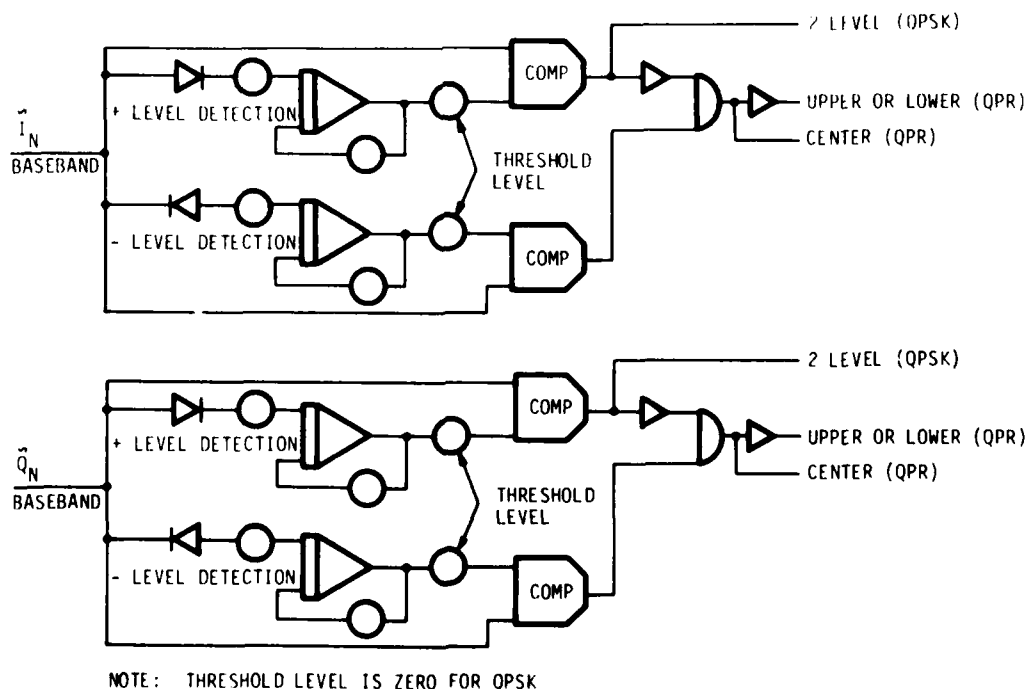 2 LEVEL (QPSK)
COMP
+ LEVEL DETECTION
UPPER OR LOWER (QPR)
Ĩ_N
BASEBAND
THRESHOLD
LEVEL
CENTER (QPR)
- LEVEL DETECTION
COMP
2 LEVEL (QPSK)
COMP
+ LEVEL DETECTION
UPPER OR LOWER (QPR)
Q̃_N
BASEBAND
THRESHOLD
LEVEL
CENTER (QPR)
- LEVEL DETECTION
COMP
NOTE: THRESHOLD LEVEL IS ZERO FOR QPSK